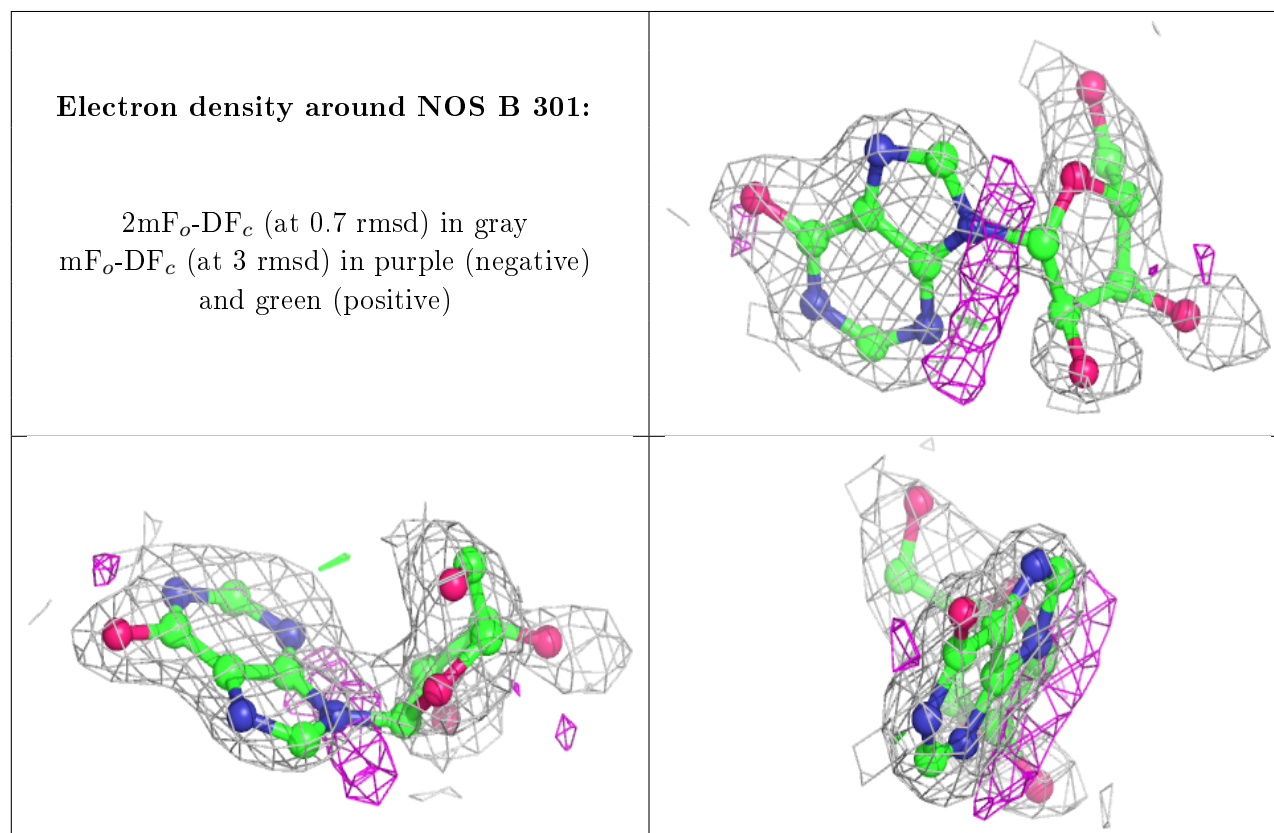 Electron density around NOS B 301:
2mFₒ-DF𝑐 (at 0.7 rmsd) in gray
mFₒ-DF𝑐 (at 3 rmsd) in purple (negative)
and green (positive)